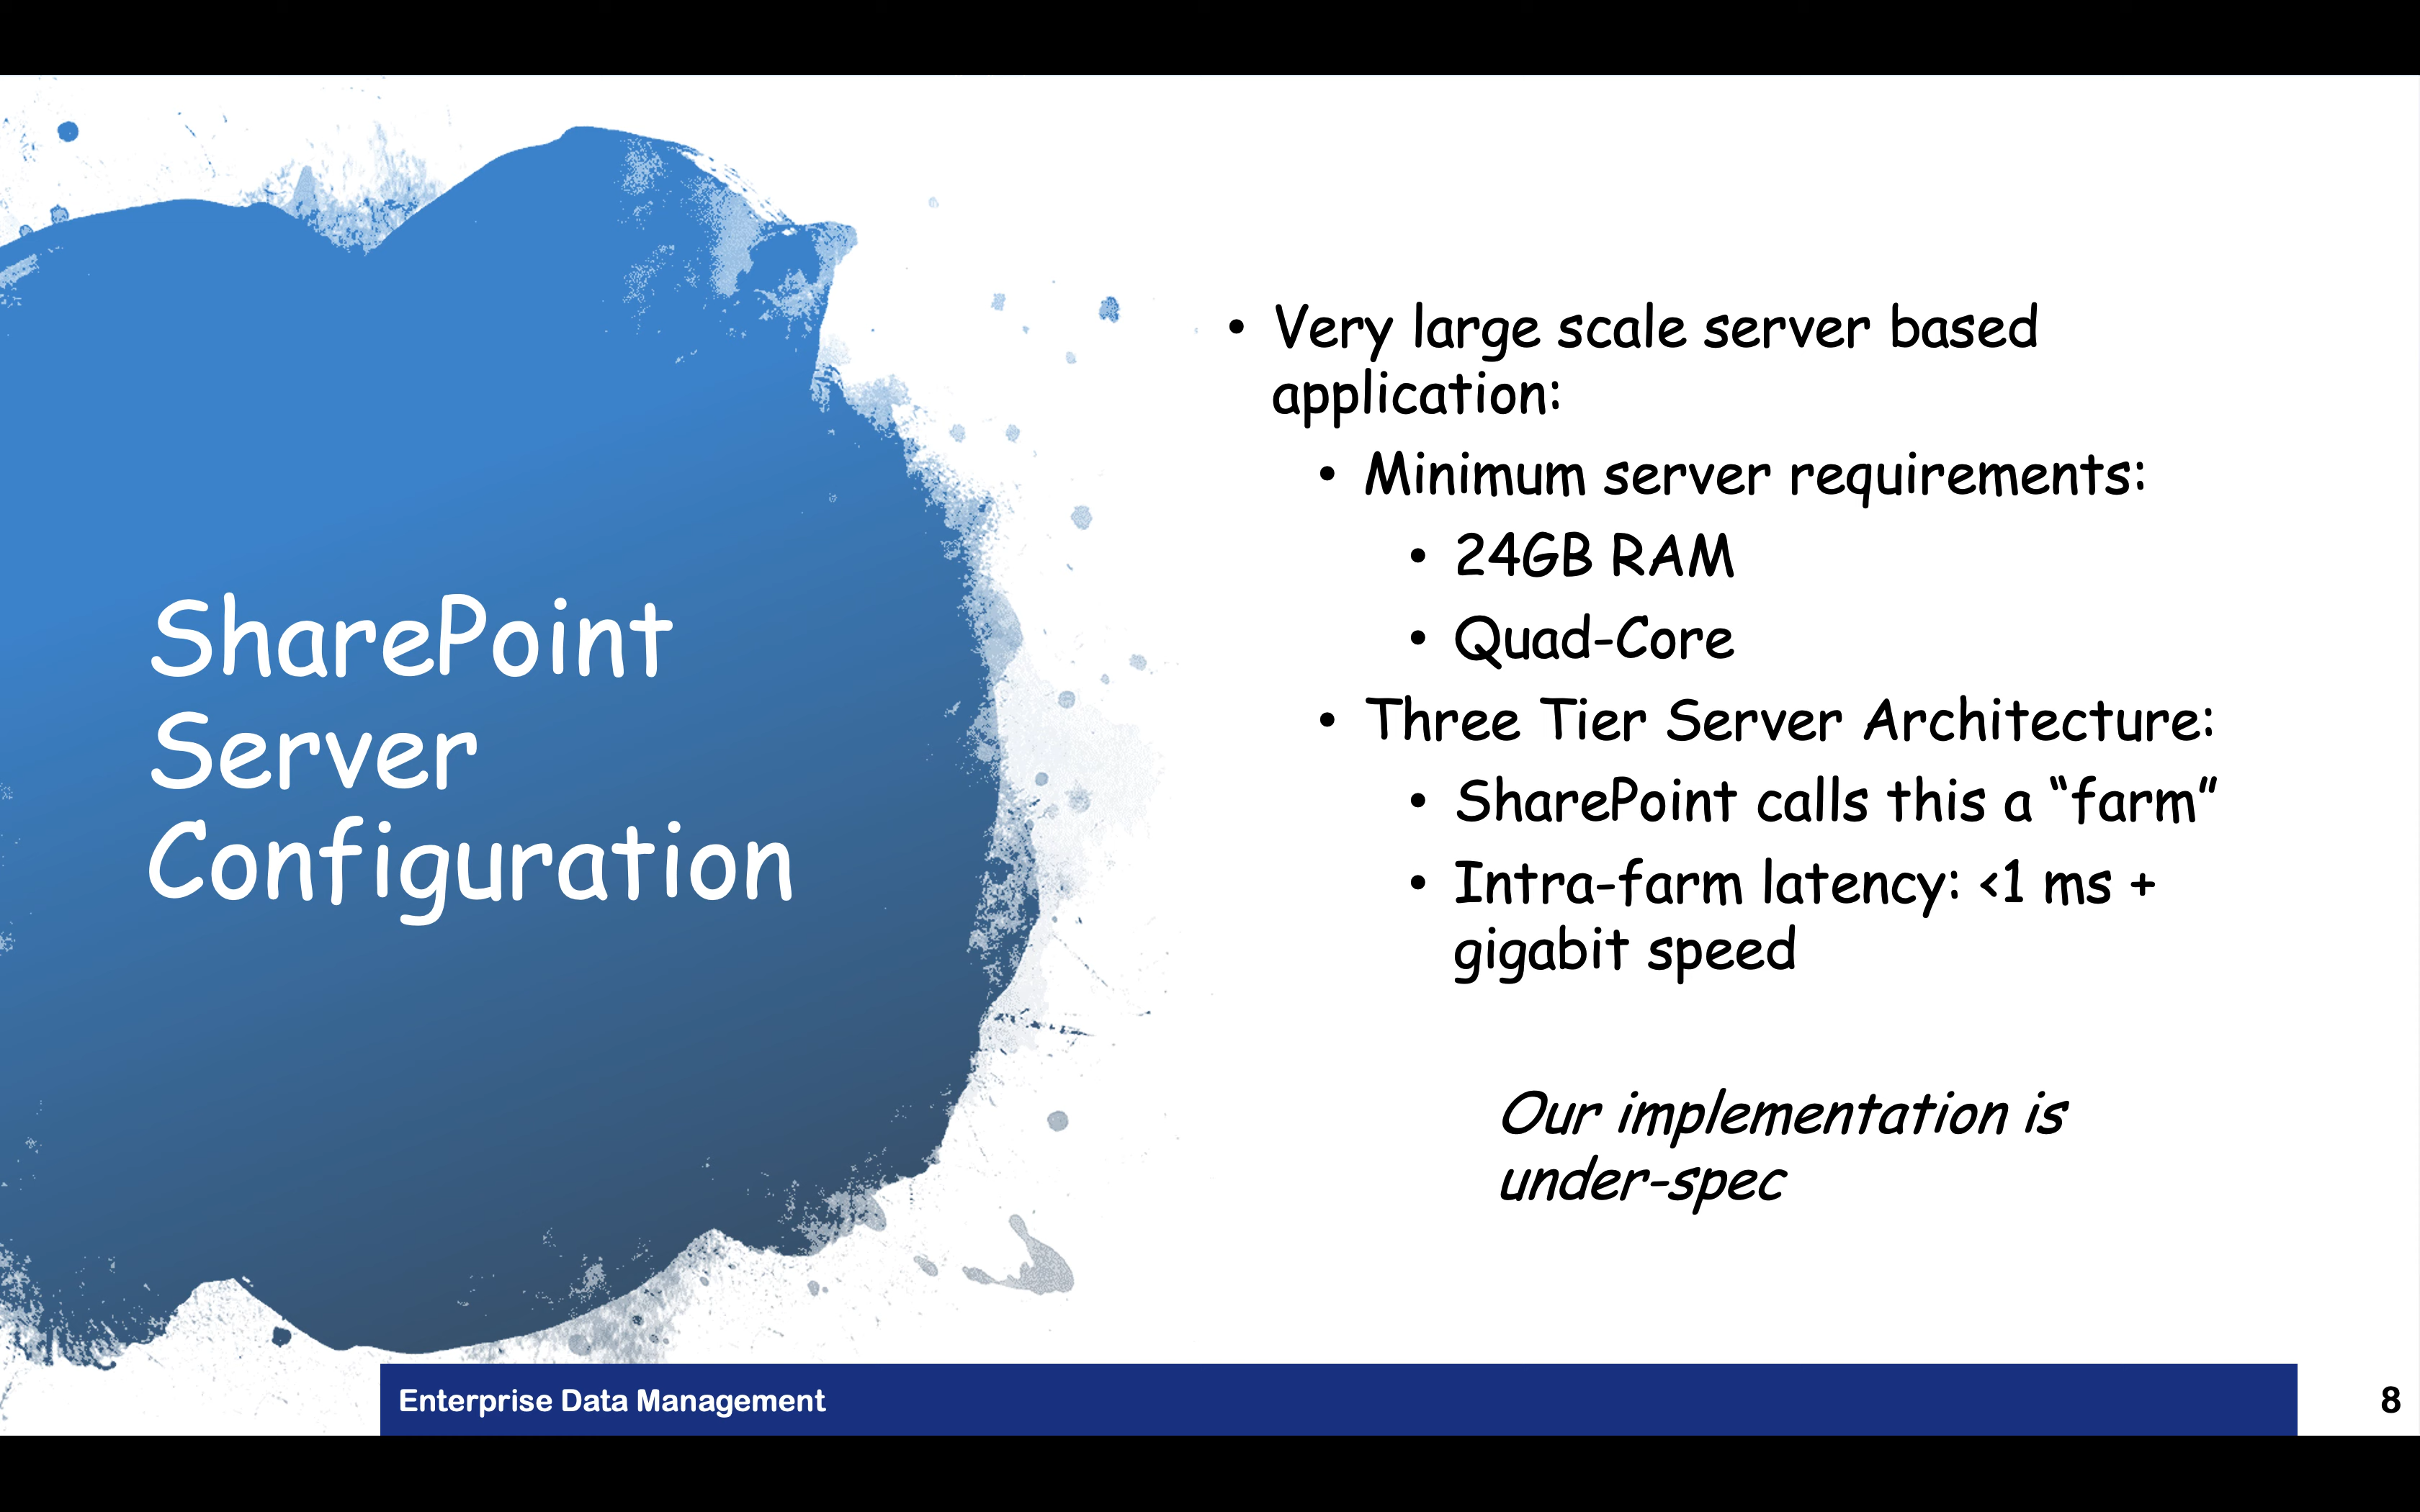 SharePoint
Server
Configuration
• Very large scale server based
application:
• Minimum server requirements:
• 24GB RAM
• Quad-Core
• Three Tier Server Architecture:
• SharePoint calls this a “farm”
• Intra-farm latency: <1 ms +
gigabit speed
Our implementation is
under-spec
Enterprise Data Management
8